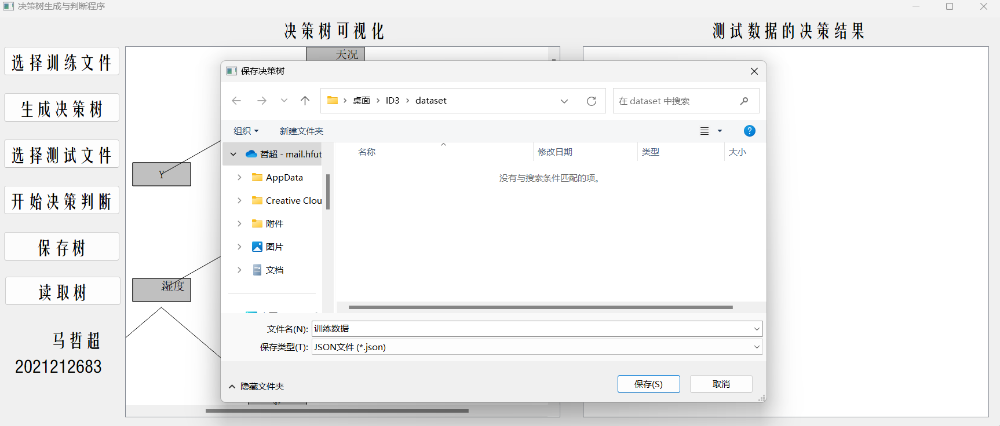 决策树生成与判断程序
决策树可视化
测试数据的决策结果
选择训练文件
生成决策树
选择测试文件
开始决策判断
保存树
读取树
马哲超
2021212683
天况
Y
湿度
保存决策树
桌面 ID3 dataset
在 dataset 中搜索
组织 新建文件夹
哲超 - mail.hfut
AppData
Creative Clou
附件
图片
文档
名称 修改日期 类型 大小
没有与搜索条件匹配的项。
文件名(N): 训练数据
保存类型(T): JSON文件 (*.json)
隐藏文件夹
保存(S) 取消